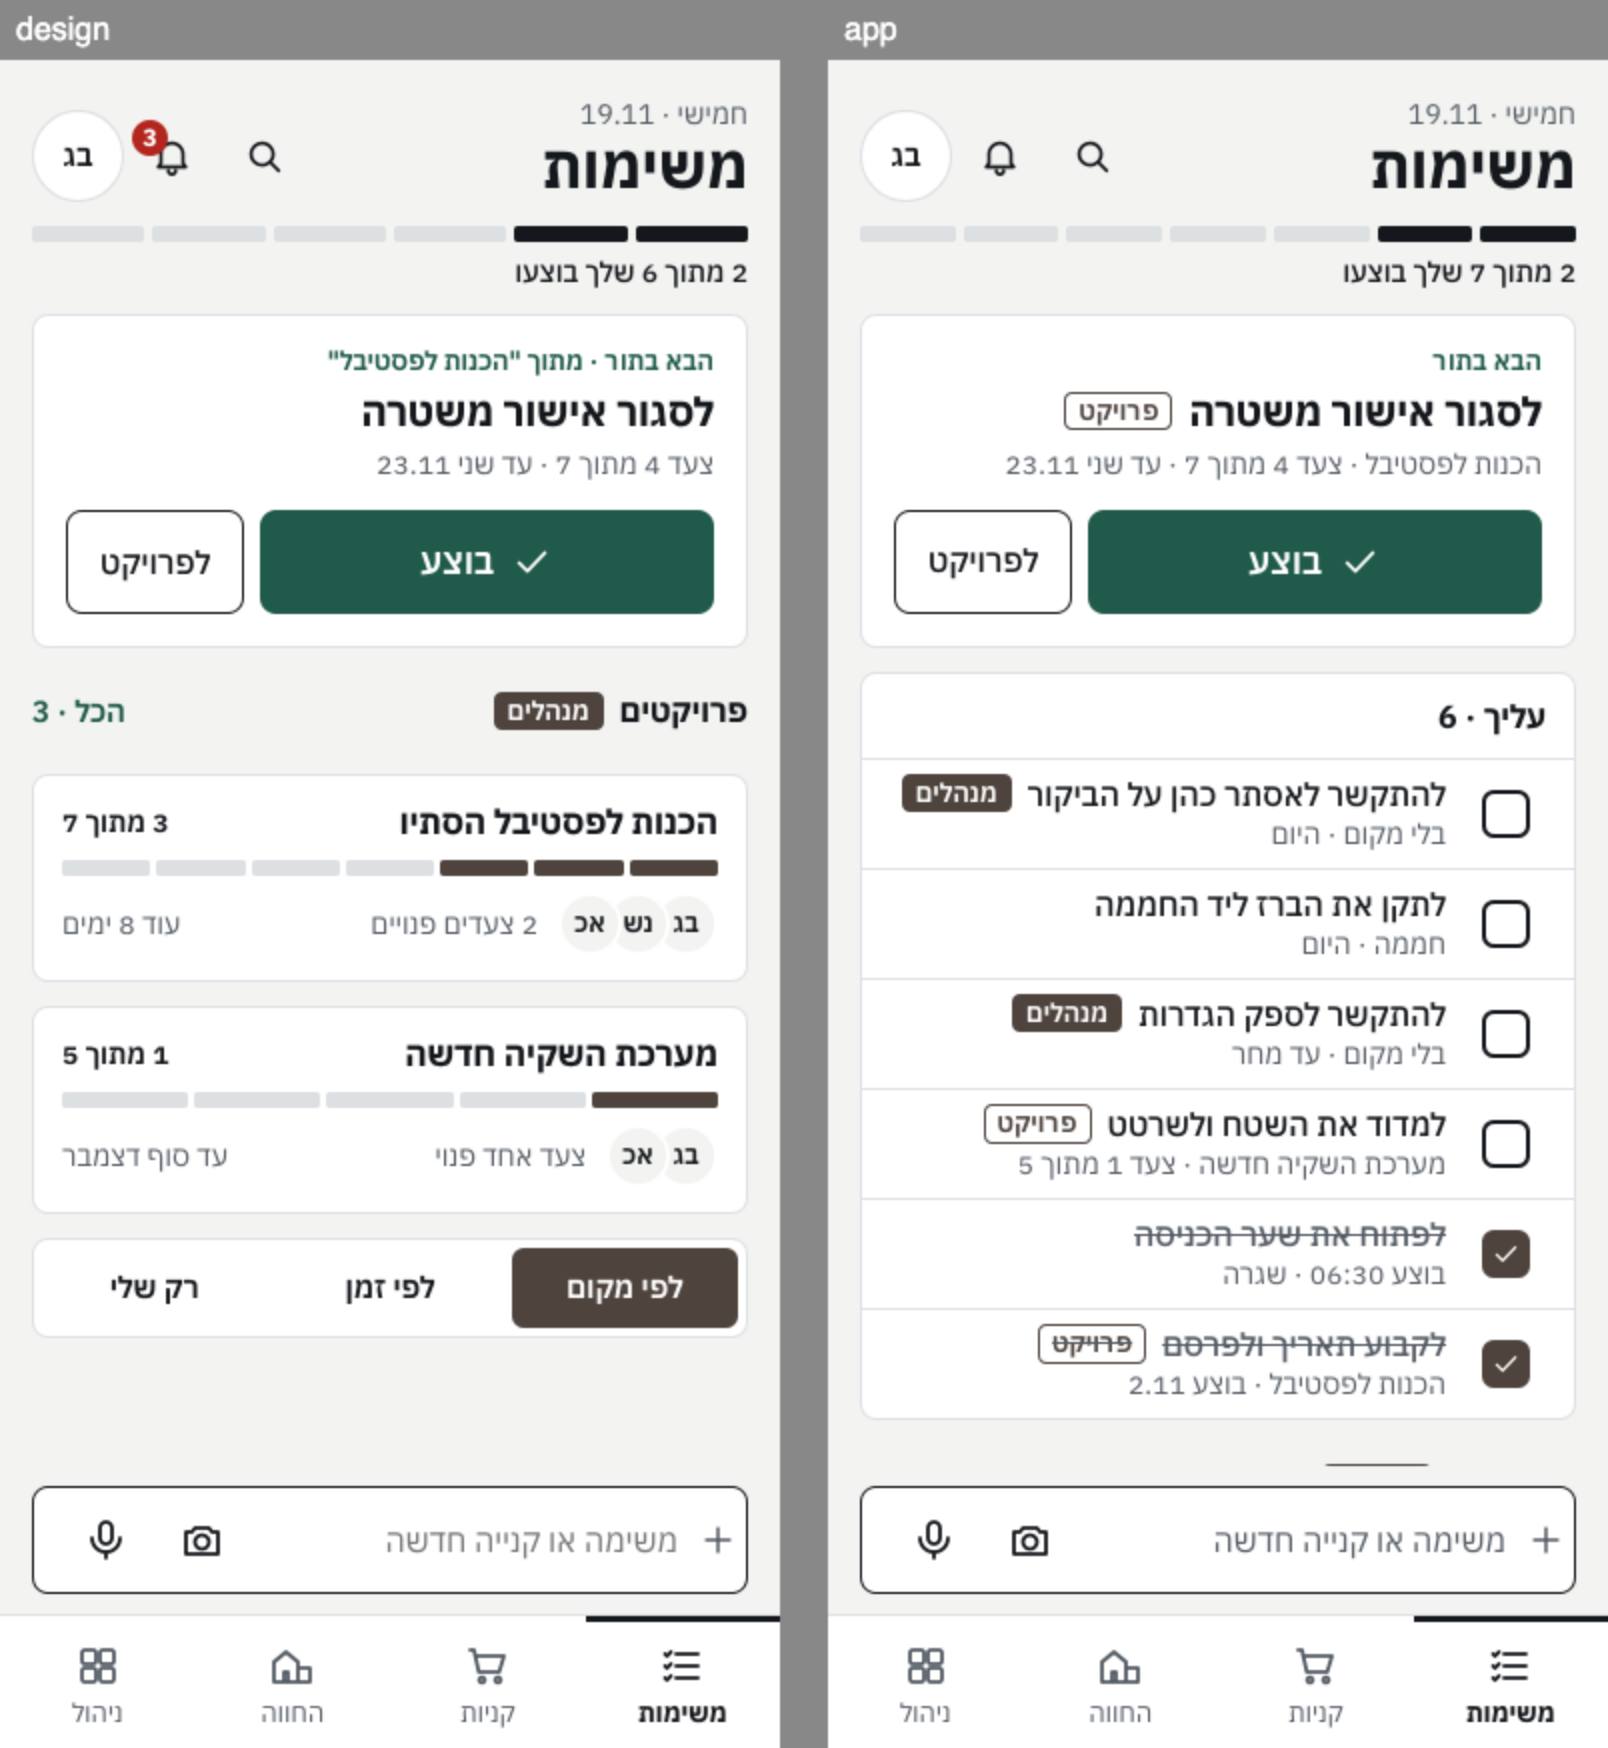 design
חמישי · 19.11
משימות
3
בג
2 מתוך 6 שלך בוצעו
הבא בתור · מתוך "הכנות לפסטיבל"
לסגור אישור משטרה
צעד 4 מתוך 7 · עד שני 23.11
בוצע
לפרויקט
פרויקטים מנהלים
הכל · 3
הכנות לפסטיבל הסתיו
3 מתוך 7
בג נש אכ
2 צעדים פנויים
עוד 8 ימים
מערכת השקיה חדשה
1 מתוך 5
בג אכ
צעד אחד פנוי
עד סוף דצמבר
לפי מקום
לפי זמן
רק שלי
משימה או קנייה חדשה
משימות
קניות
החווה
ניהול
app
חמישי · 19.11
משימות
בג
2 מתוך 7 שלך בוצעו
הבא בתור
לסגור אישור משטרה פרויקט
הכנות לפסטיבל · צעד 4 מתוך 7 · עד שני 23.11
בוצע
לפרויקט
עליך · 6
להתקשר לאסתר כהן על הביקור מנהלים
בלי מקום · היום
לתקן את הברז ליד החממה
חממה · היום
להתקשר לספק הגדרות מנהלים
בלי מקום · עד מחר
למדוד את השטח ולשרטט פרויקט
מערכת השקיה חדשה · צעד 1 מתוך 5
לפתוח את שער הכניסה
בוצע 06:30 · שגרה
לקבוע תאריך ולפרסם פרויקט
הכנות לפסטיבל · בוצע 2.11
משימה או קנייה חדשה
משימות
קניות
החווה
ניהול